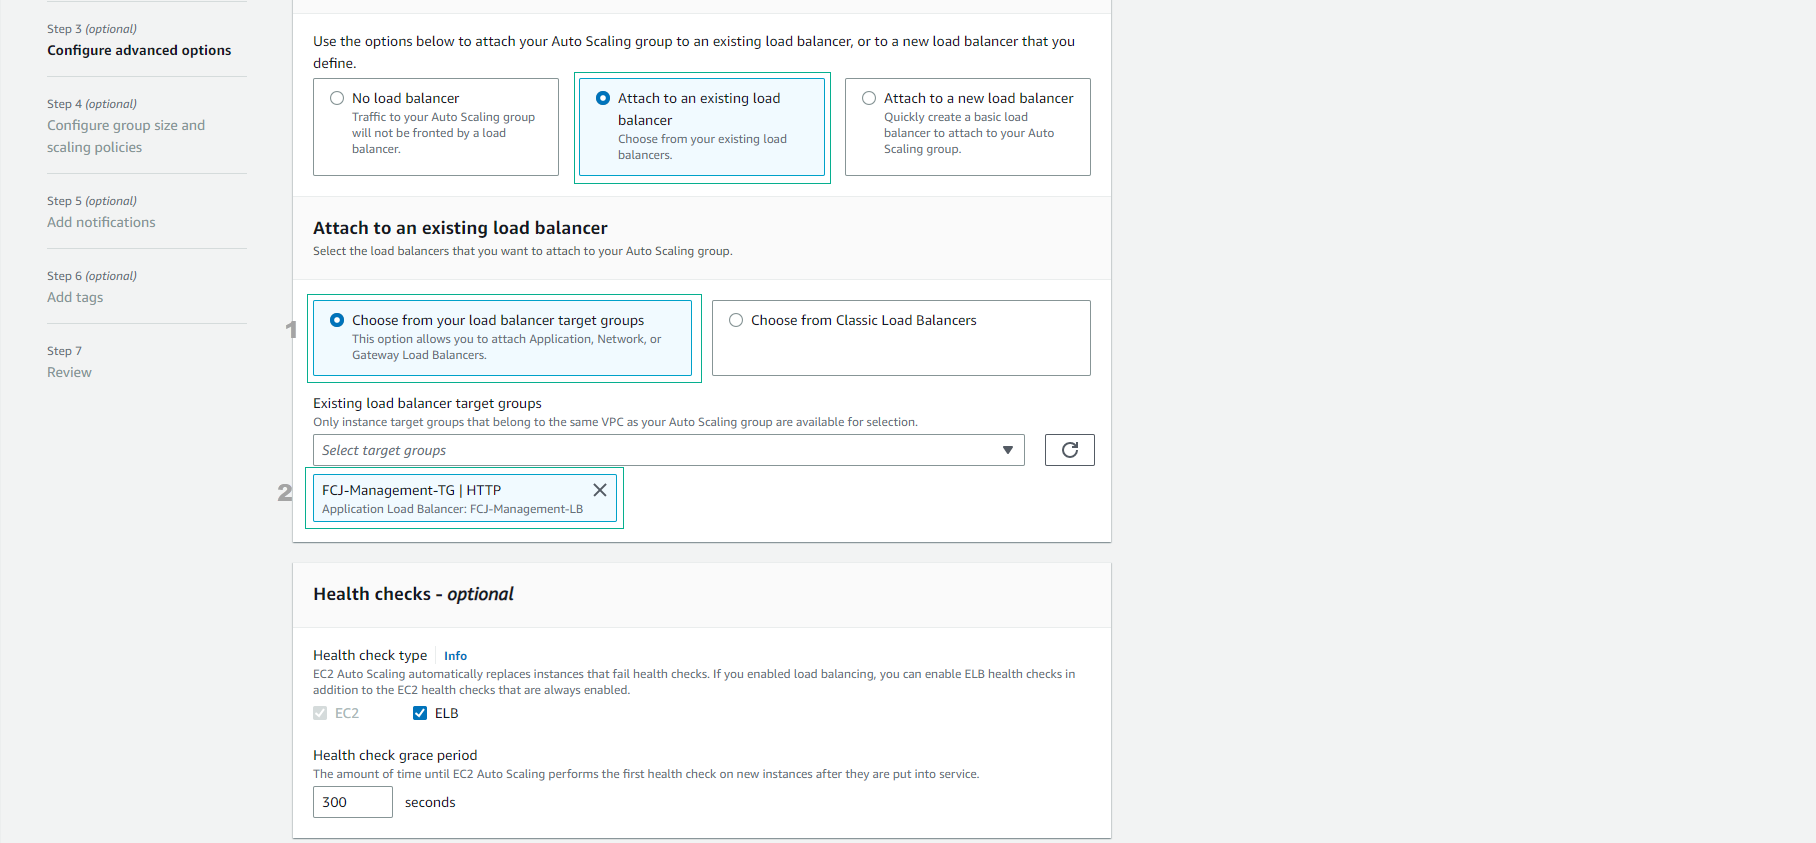 Step 3 (optional)
Configure advanced options
Step 4 (optional)
Configure group size and
scaling policies
Step 5 (optional)
Add notifications
Step 6 (optional)
Add tags
Step 7
Review
Use the options below to attach your Auto Scaling group to an existing load balancer, or to a new load balancer that you
define.
No load balancer
Traffic to your Auto Scaling group
will not be fronted by a load
balancer.
Attach to an existing load
balancer
Choose from your existing load
balancers.
Attach to a new load balancer
Quickly create a basic load
balancer to attach to your Auto
Scaling group.
Attach to an existing load balancer
Select the load balancers that you want to attach to your Auto Scaling group.
1
Choose from your load balancer target groups
This option allows you to attach Application, Network, or
Gateway Load Balancers.
Choose from Classic Load Balancers
Existing load balancer target groups
Only instance target groups that belong to the same VPC as your Auto Scaling group are available for selection.
Select target groups
2
FCJ-Management-TG | HTTP
Application Load Balancer: FCJ-Management-LB
Health checks - optional
Health check type Info
EC2 Auto Scaling automatically replaces instances that fail health checks. If you enabled load balancing, you can enable ELB health checks in
addition to the EC2 health checks that are always enabled.
EC2 ELB
Health check grace period
The amount of time until EC2 Auto Scaling performs the first health check on new instances after they are put into service.
300 seconds